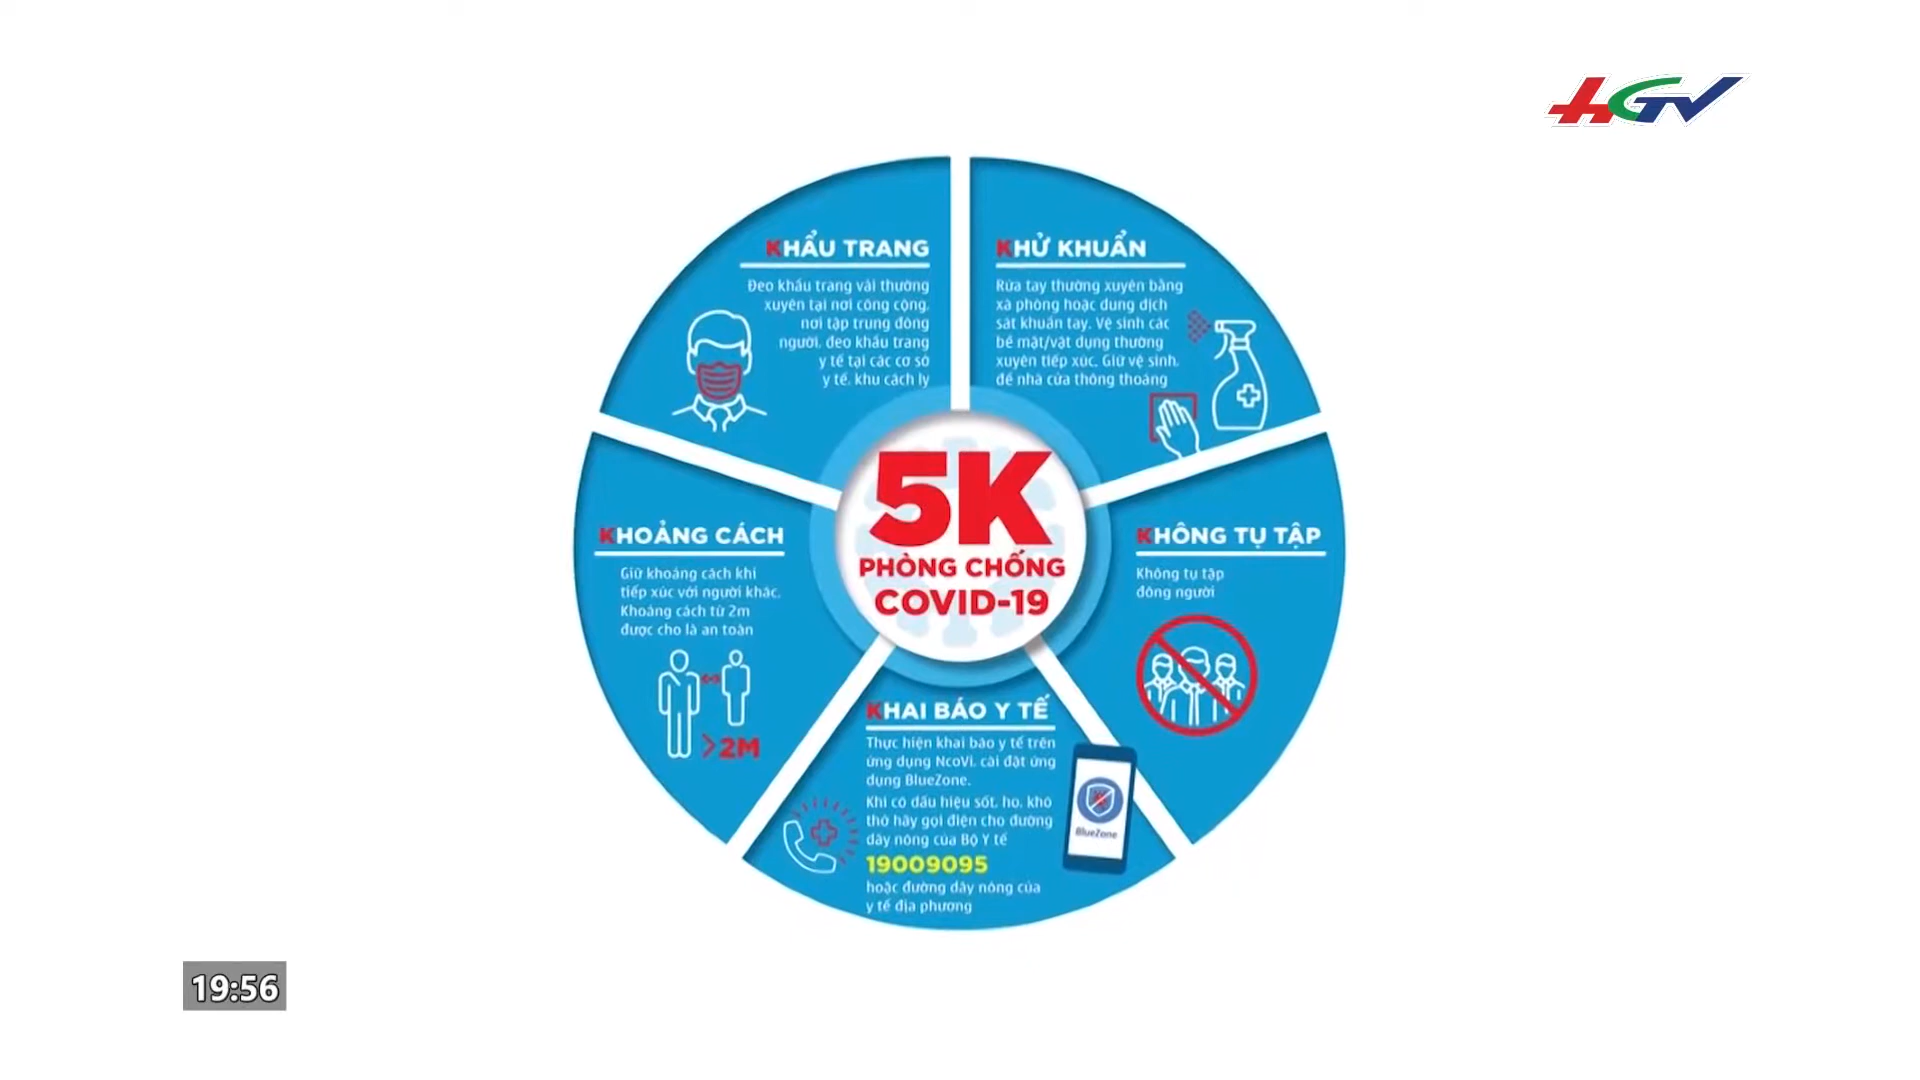 HGV
KHẨU TRANG
Đeo khẩu trang vải thường
xuyên tại nơi công cộng,
nơi tập trung đông
người, đeo khẩu trang
y tế tại các cơ sở
y tế, khu cách ly
KHỬ KHUẨN
Rửa tay thường xuyên bằng
xà phòng hoặc dung dịch
sát khuẩn tay. Vệ sinh các
bề mặt/vật dụng thường
xuyên tiếp xúc. Giữ vệ sinh,
để nhà cửa thông thoáng
5K
PHÒNG CHỐNG
COVID-19
KHOẢNG CÁCH
Giữ khoảng cách khi
tiếp xúc với người khác.
Khoảng cách từ 2m
được cho là an toàn
>2M
KHÔNG TỤ TẬP
Không tụ tập
đông người
KHAI BÁO Y TẾ
Thực hiện khai báo y tế trên
ứng dụng NcoVi, cài đặt ứng
dụng BlueZone.
Khi có dấu hiệu sốt, ho, khó
thở hãy gọi điện cho đường
dây nóng của Bộ Y tế
19009095
hoặc đường dây nóng của
y tế địa phương
BlueZone
19:56